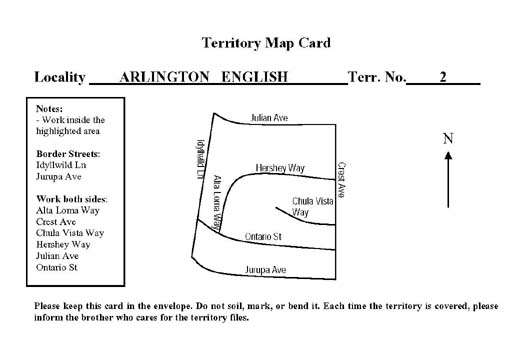 Territory Map Card
Locality ARLINGTON ENGLISH Terr. No. 2
Notes:
- Work inside the
highlighted area
Border Streets:
Idyllwild Ln
Jurupa Ave
Work both sides:
Alta Loma Way
Crest Ave
Chula Vista Way
Hershey Way
Julian Ave
Ontario St
Julian Ave
Idyllwild Ln
Hershey Way
Crest Ave
Alta Loma Way
Chula Vista
Way
Ontario St
Jurupa Ave
N
Please keep this card in the envelope. Do not soil, mark, or bend it. Each time the territory is covered, please
inform the brother who cares for the territory files.